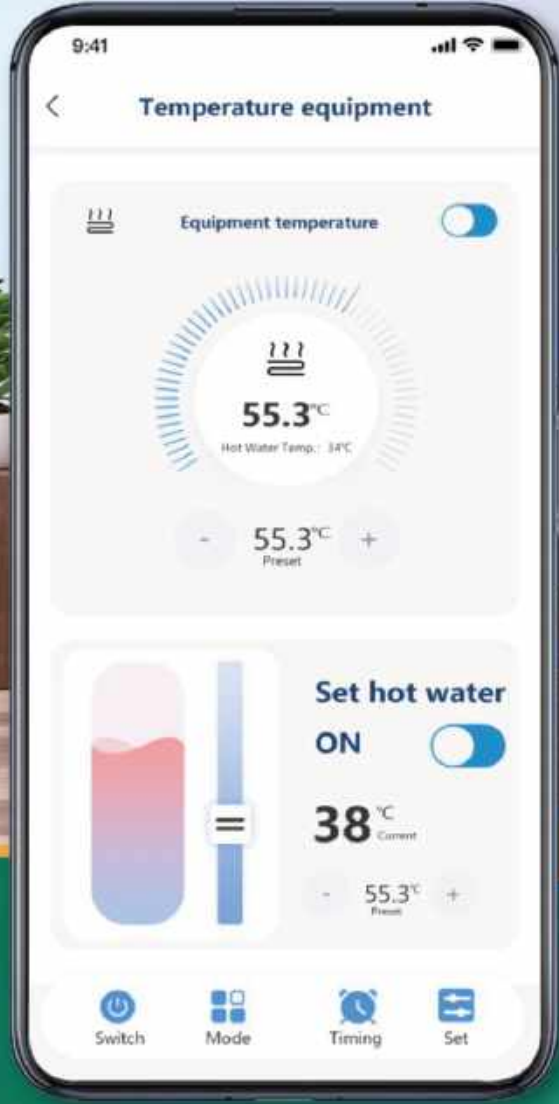 9:41
Temperature equipment
Equipment temperature
55.3℃
Hot Water Temp.: 34℃
- 55.3℃ +
Preset
Set hot water
ON
38 ℃
Current
- 55.3℃ +
Preset
Switch Mode Timing Set